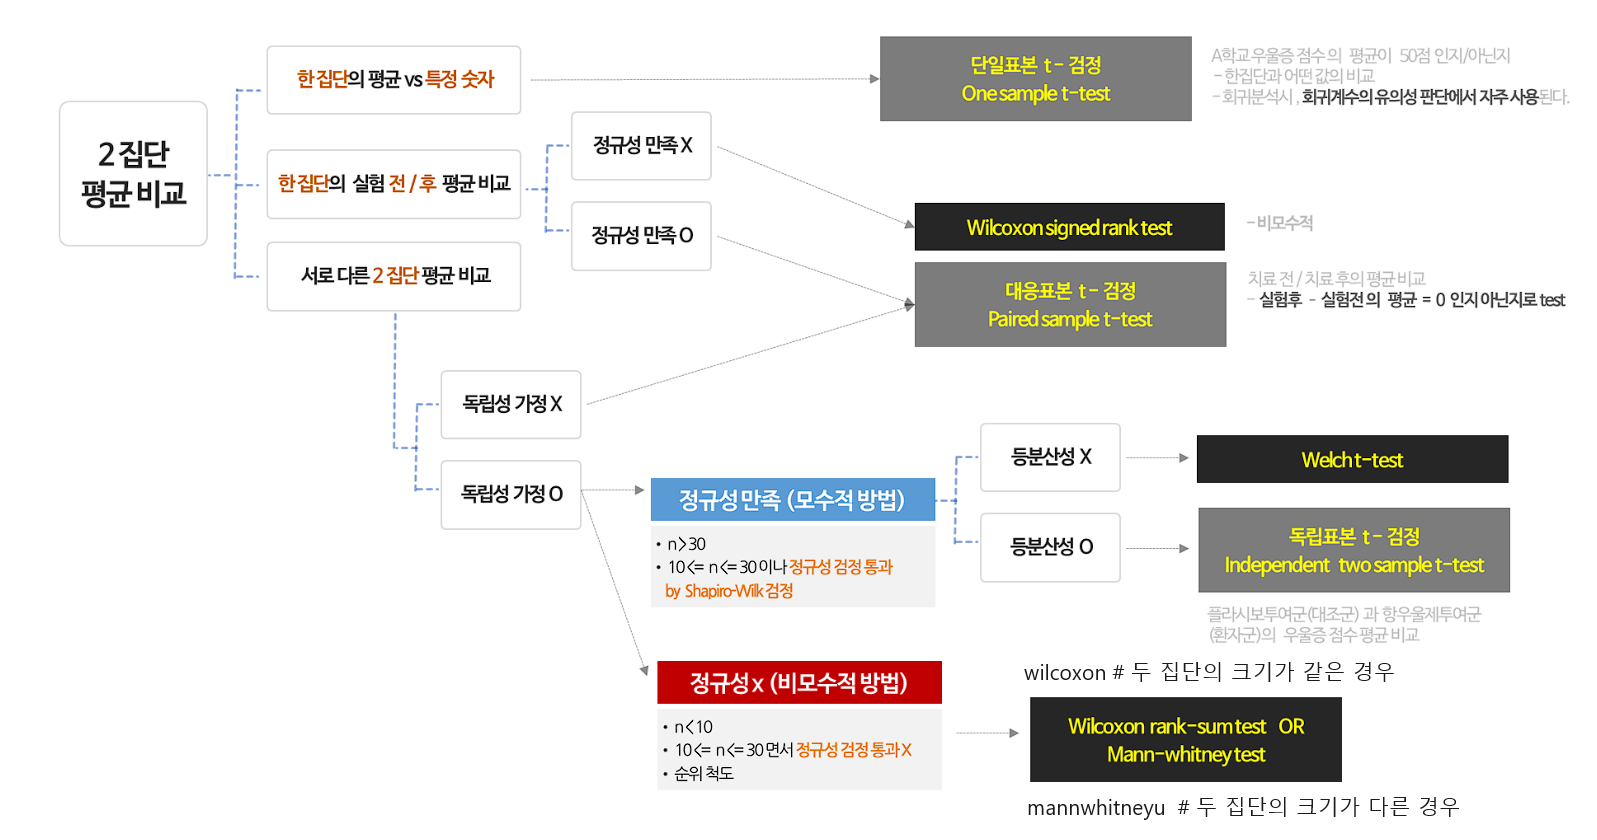 2 집단
평균 비교
한 집단의 평균 vs 특정 숫자
단일표본 t - 검정
One sample t-test
A학교 우울증 점수 의 평균이 50점 인지/아닌지
- 한집단과 어떤 값의 비교
- 회귀분석시 , 회귀계수의 유의성 판단에서 자주 사용된다.
한 집단의 실험 전 / 후 평균 비교
정규성 만족 X
정규성 만족 O
Wilcoxon signed rank test
- 비모수적
대응표본 t - 검정
Paired sample t-test
치료 전 / 치료 후의 평균 비교
- 실험후 - 실험전 의 평균 = 0 인지 아닌지로 test
서로 다른 2 집단 평균 비교
독립성 가정 X
독립성 가정 O
정규성 만족 (모수적 방법)
• n>30
• 10<= n<=30 이나 정규성 검정 통과
by Shapiro-Wilk 검정
등분산성 X
Welch t-test
등분산성 O
독립표본 t - 검정
Independent two sample t-test
플라시보투여군(대조군) 과 항우울제투여군
(환자군)의 우울증 점수 평균 비교
정규성 x (비모수적 방법)
• n<10
• 10<= n<=30 면서 정규성 검정 통과 X
• 순위 척도
wilcoxon # 두 집단의 크기가 같은 경우
Wilcoxon rank-sum test OR
Mann-whitney test
mannwhitneyu # 두 집단의 크기가 다른 경우